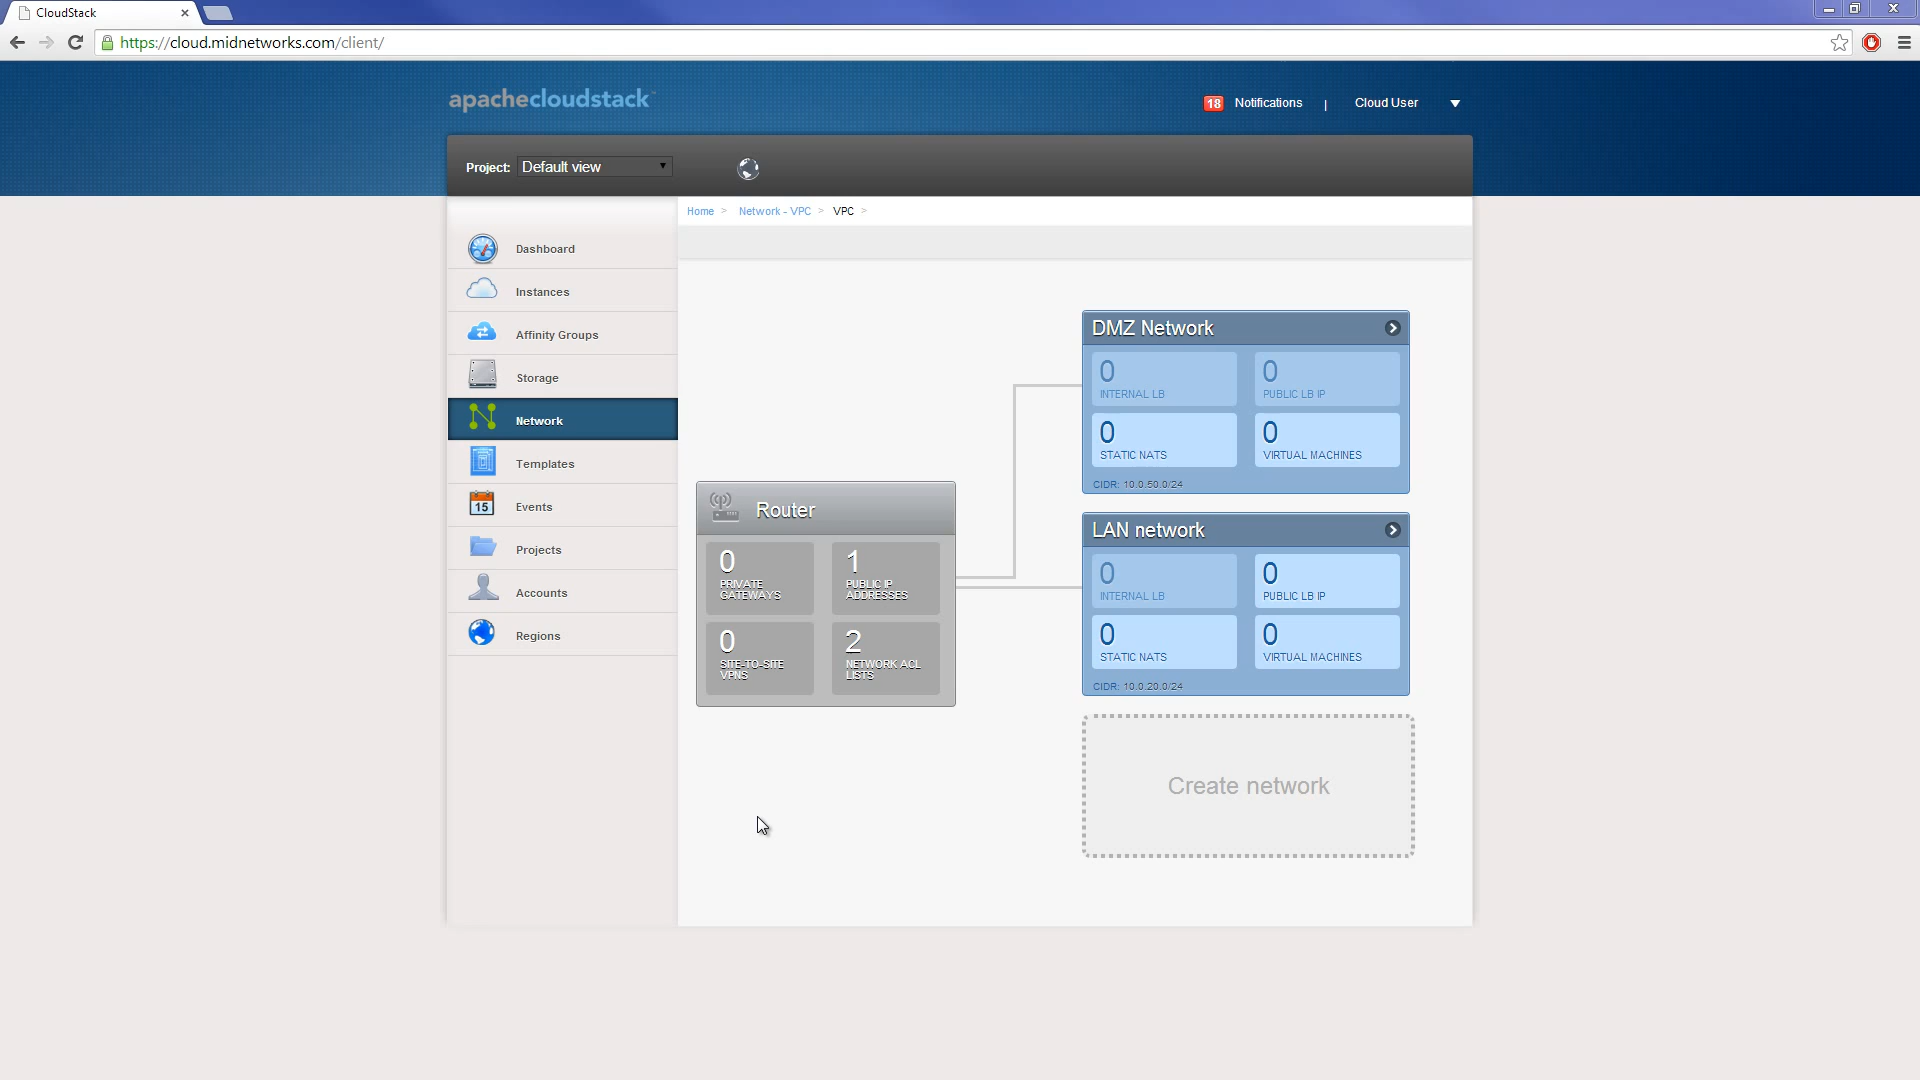 CloudStack
https://cloud.midnetworks.com/client/
apachecloudstack
18 Notifications | Cloud User
Project: Default view
Home > Network - VPC > VPC >
Dashboard
Instances
Affinity Groups
Storage
Network
Templates
15 Events
Projects
Accounts
Regions
Router
0
PRIVATE
GATEWAYS
1
PUBLIC IP
ADDRESSES
0
SITE-TO-SITE
VPNS
2
NETWORK ACL
LISTS
DMZ Network
0
INTERNAL LB
0
PUBLIC LB IP
0
STATIC NATS
0
VIRTUAL MACHINES
CIDR: 10.0.50.0/24
LAN network
0
INTERNAL LB
0
PUBLIC LB IP
0
STATIC NATS
0
VIRTUAL MACHINES
CIDR: 10.0.20.0/24
Create network